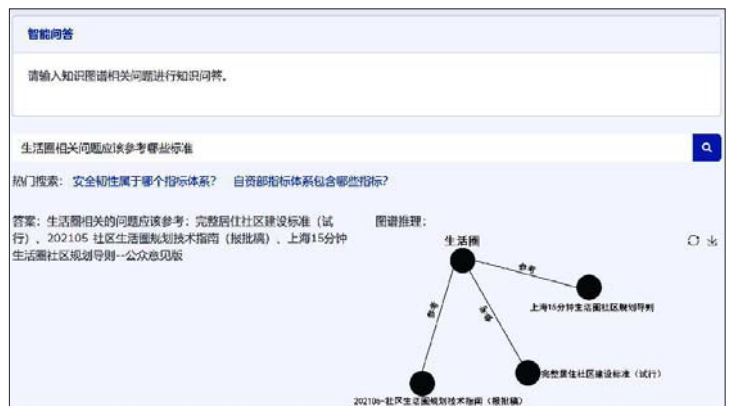 智能问答
请输入知识图谱相关问题进行知识问答。
生活圈相关问题应该参考哪些标准
热门搜索： 安全韧性属于哪个指标体系？ 自资部指标体系包含哪些指标？
答案：生活圈相关的问题应该参考：完整居住社区建设标准（试
行）、202105 社区生活圈规划技术指南（报批稿）、上海15分钟
生活圈社区规划导则--公众意见版
图谱推理：
生活圈
参考
上海15分钟生活圈社区规划导则
参考
参考
完整居住社区建设标准（试行）
202105-社区生活圈规划技术指南（报批稿）